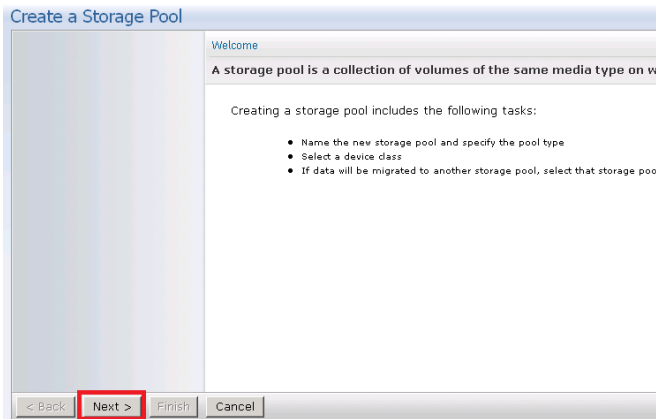 Create a Storage Pool
Welcome
A storage pool is a collection of volumes of the same media type on
Creating a storage pool includes the following tasks:
Name the new storage pool and specify the pool type
Select a device class
If data will be migrated to another storage pool, select that storage
< Back Next > Finish Cancel